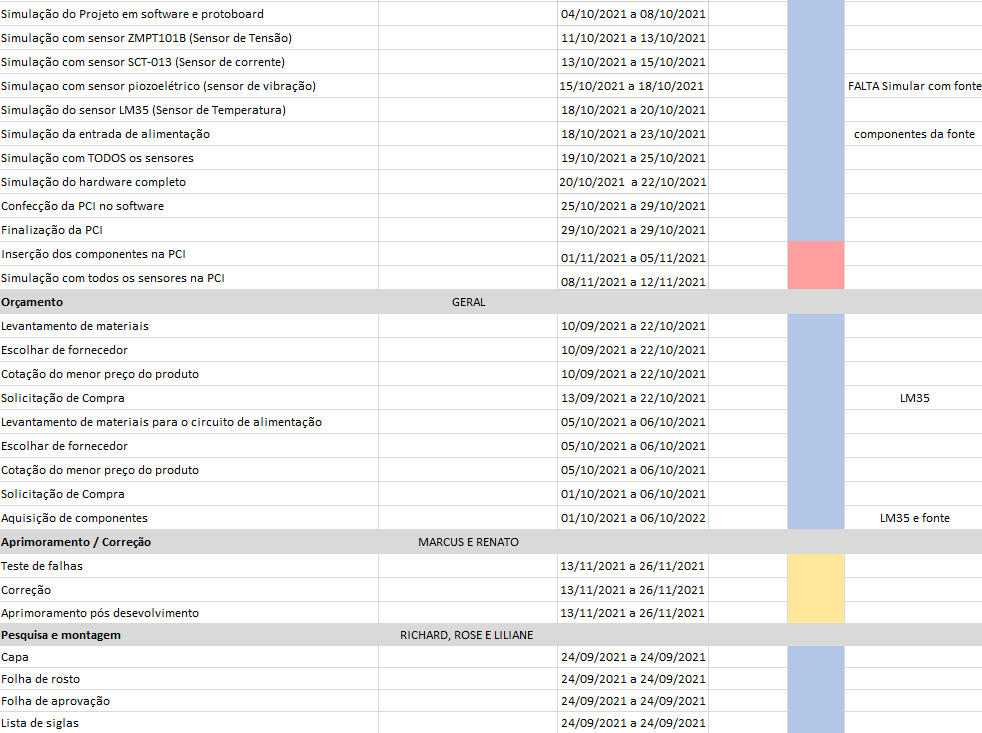 Simulação do Projeto em software e protoboard 04/10/2021 a 08/10/2021
Simulação com sensor ZMPT101B (Sensor de Tensão) 11/10/2021 a 13/10/2021
Simulação com sensor SCT-013 (Sensor de corrente) 13/10/2021 a 15/10/2021
Simulaçao com sensor piozoelétrico (sensor de vibração) 15/10/2021 a 18/10/2021 FALTA Simular com fonte
Simulação do sensor LM35 (Sensor de Temperatura) 18/10/2021 a 20/10/2021
Simulação da entrada de alimentação 18/10/2021 a 23/10/2021 componentes da fonte
Simulação com TODOS os sensores 19/10/2021 a 25/10/2021
Simulação do hardware completo 20/10/2021 a 22/10/2021
Confecção da PCI no software 25/10/2021 a 29/10/2021
Finalização da PCI 29/10/2021 a 29/10/2021
Inserção dos componentes na PCI 01/11/2021 a 05/11/2021
Simulação com todos os sensores na PCI 08/11/2021 a 12/11/2021
Orçamento GERAL
Levantamento de materiais 10/09/2021 a 22/10/2021
Escolhar de fornecedor 10/09/2021 a 22/10/2021
Cotação do menor preço do produto 10/09/2021 a 22/10/2021
Solicitação de Compra 13/09/2021 a 22/10/2021 LM35
Levantamento de materiais para o circuito de alimentação 05/10/2021 a 06/10/2021
Escolhar de fornecedor 05/10/2021 a 06/10/2021
Cotação do menor preço do produto 05/10/2021 a 06/10/2021
Solicitação de Compra 01/10/2021 a 06/10/2021
Aquisição de componentes 01/10/2021 a 06/10/2022 LM35 e fonte
Aprimoramento / Correção MARCUS E RENATO
Teste de falhas 13/11/2021 a 26/11/2021
Correção 13/11/2021 a 26/11/2021
Aprimoramento pós desevolvimento 13/11/2021 a 26/11/2021
Pesquisa e montagem RICHARD, ROSE E LILIANE
Capa 24/09/2021 a 24/09/2021
Folha de rosto 24/09/2021 a 24/09/2021
Folha de aprovação 24/09/2021 a 24/09/2021
Lista de siglas 24/09/2021 a 24/09/2021